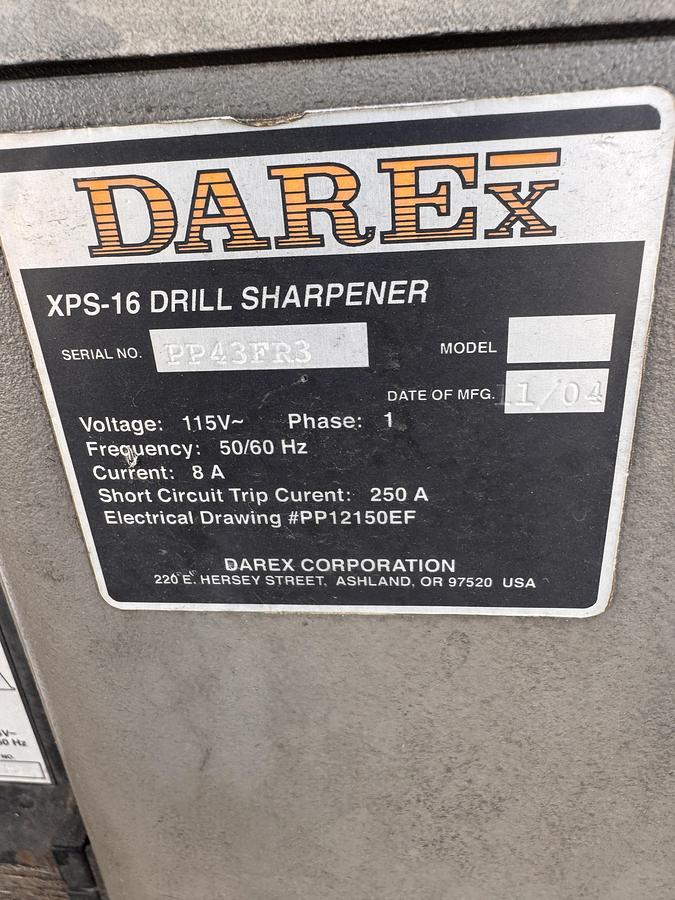 DAREX
XPS-16 DRILL SHARPENER
SERIAL NO. PP43FR3
MODEL
DATE OF MFG. 11/04
Voltage: 115V~ Phase: 1
Frequency: 50/60 Hz
Current: 8 A
Short Circuit Trip Curent: 250 A
Electrical Drawing #PP12150EF
DAREX CORPORATION
220 E. HERSEY STREET, ASHLAND, OR 97520 USA
V~
Hz
NO.